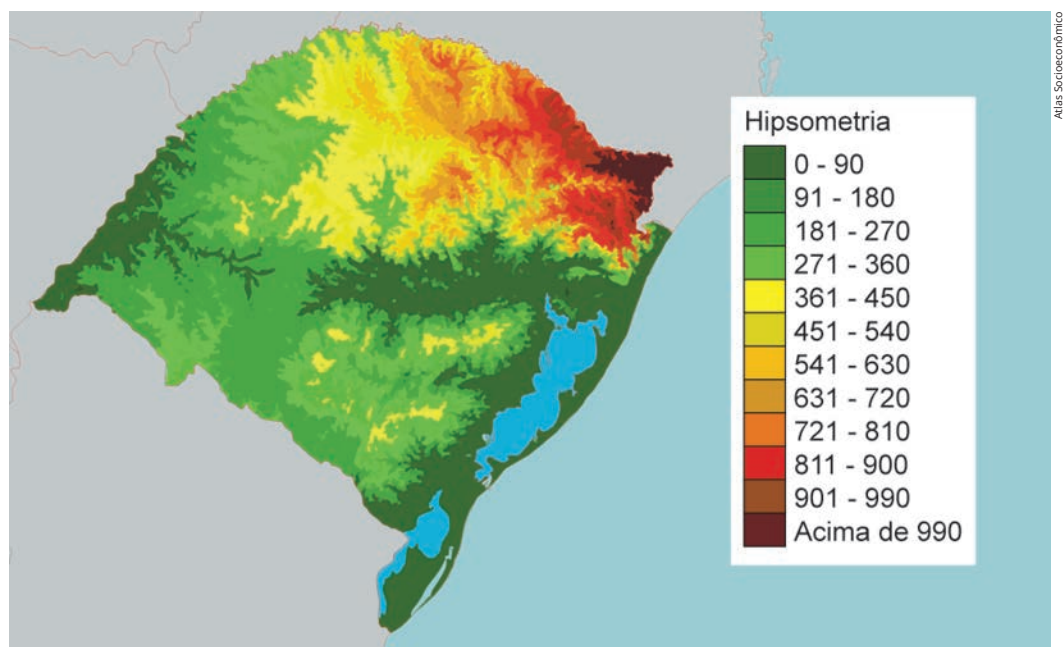 Atlas Socioeconômico
Hipsometria
0 - 90
91 - 180
181 - 270
271 - 360
361 - 450
451 - 540
541 - 630
631 - 720
721 - 810
811 - 900
901 - 990
Acima de 990